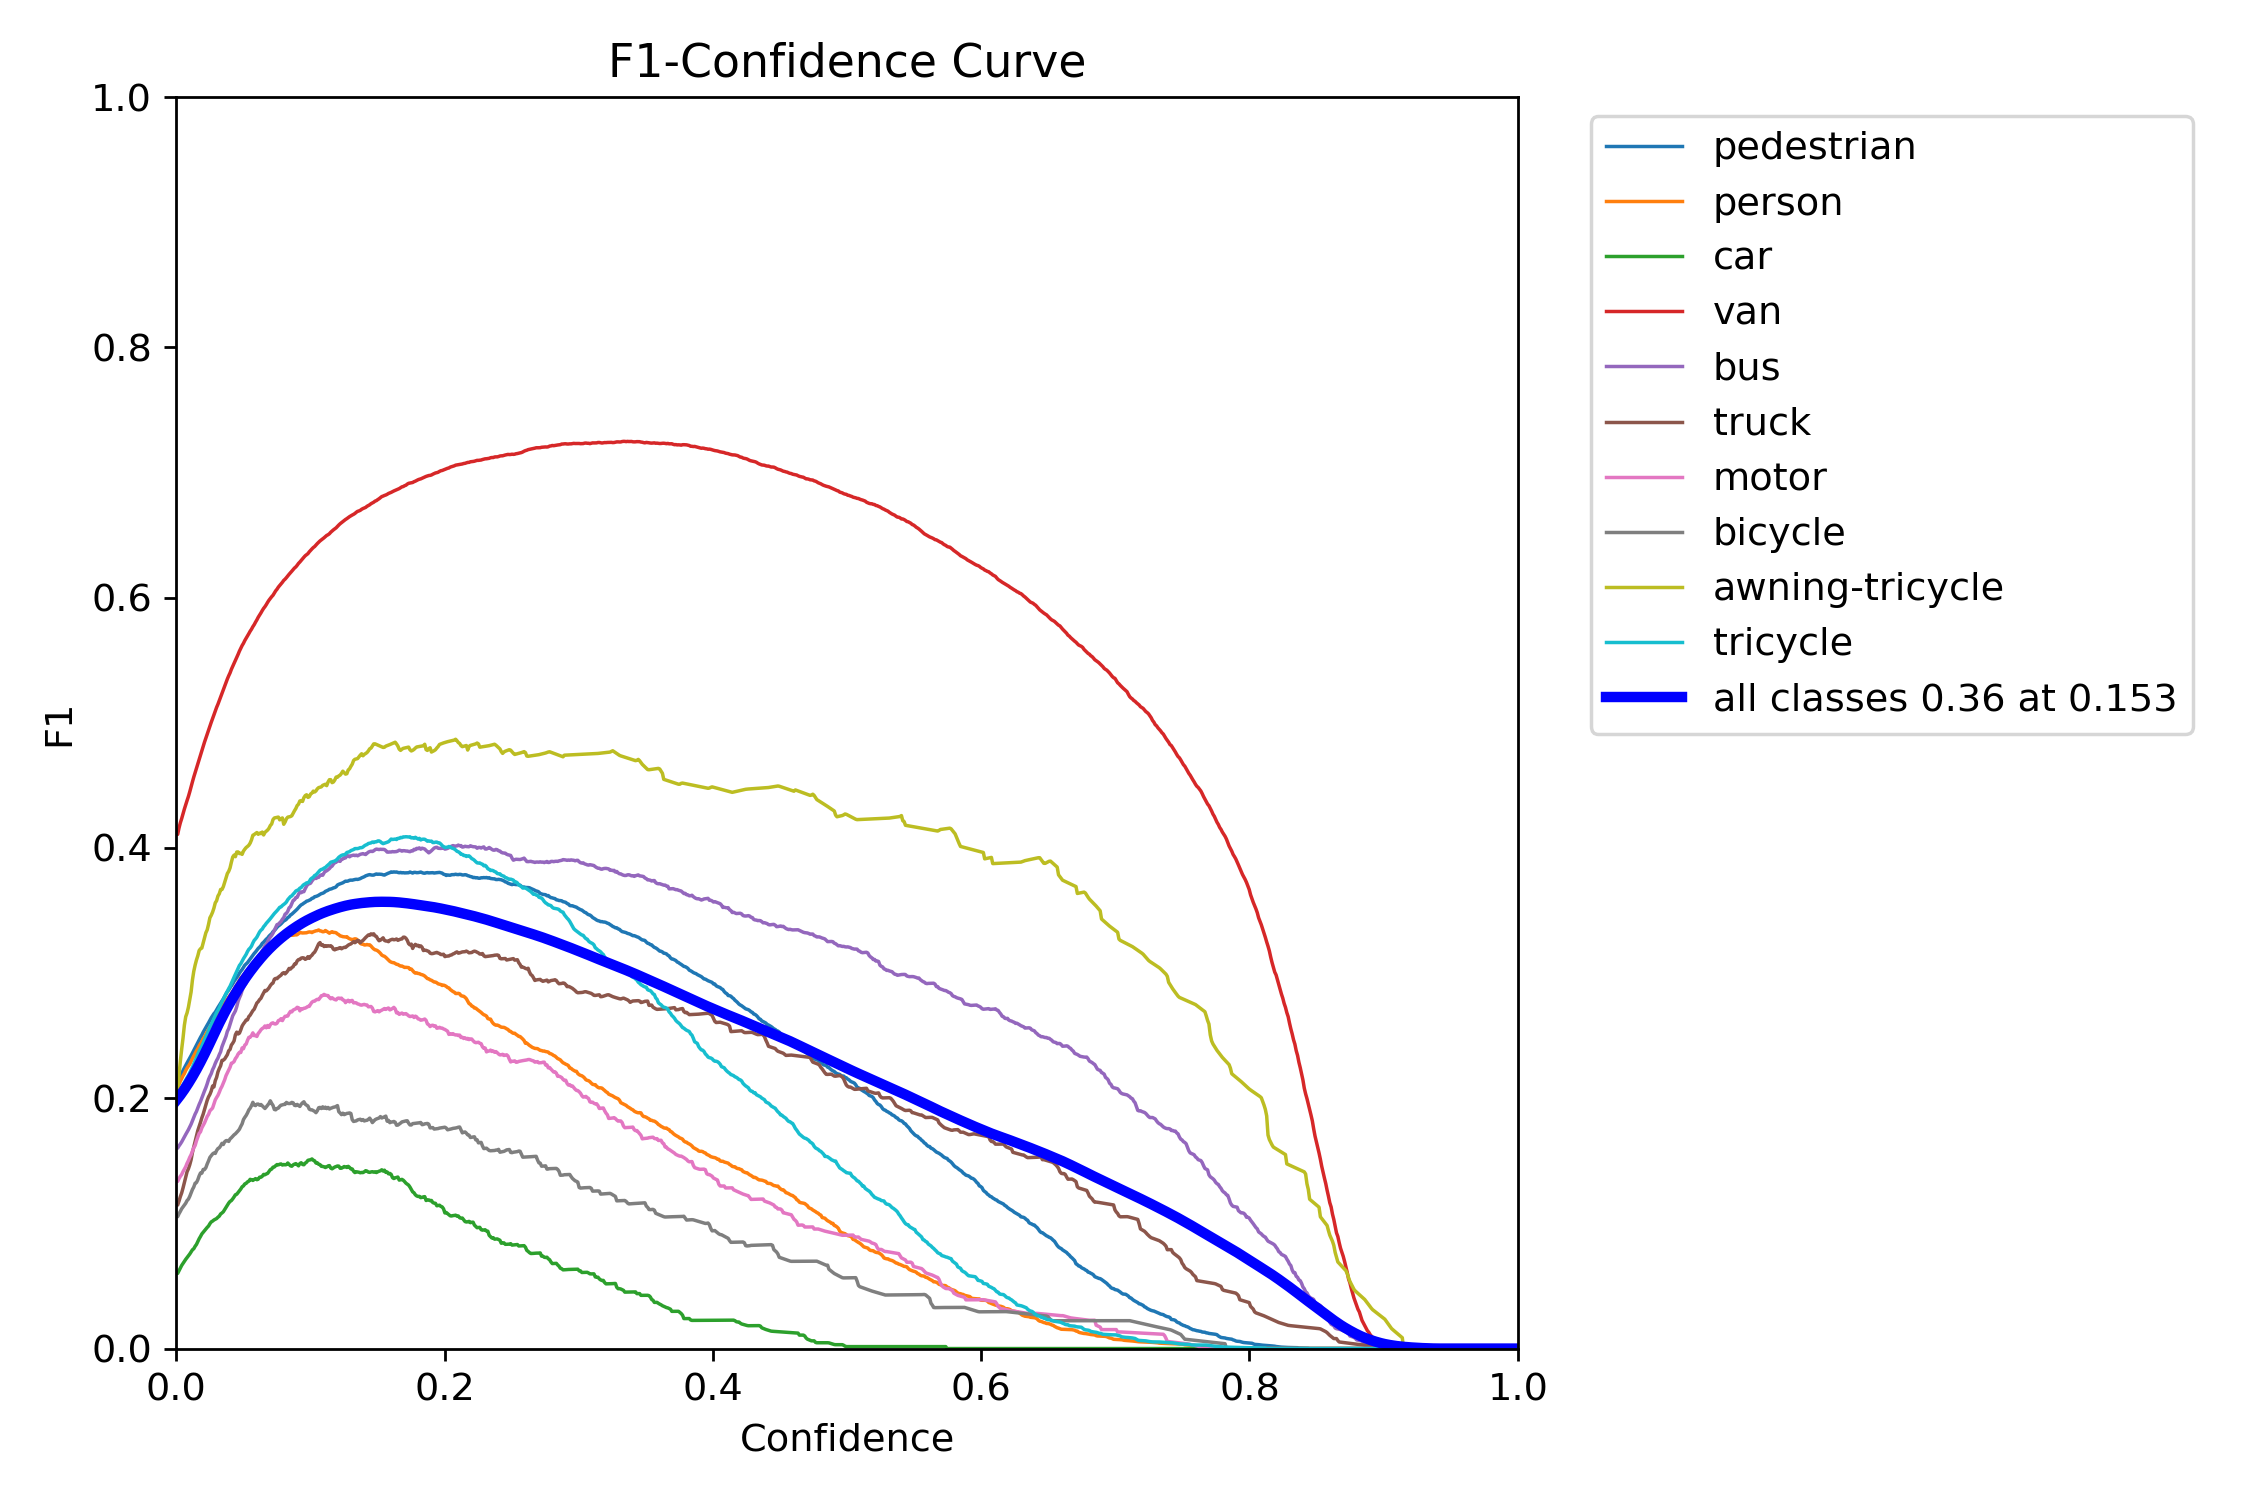 F1-Confidence Curve
1.0
0.8
0.6
0.4
0.2
0.0
F1
0.0 0.2 0.4 0.6 0.8 1.0
Confidence
pedestrian
person
car
van
bus
truck
motor
bicycle
awning-tricycle
tricycle
all classes 0.36 at 0.153